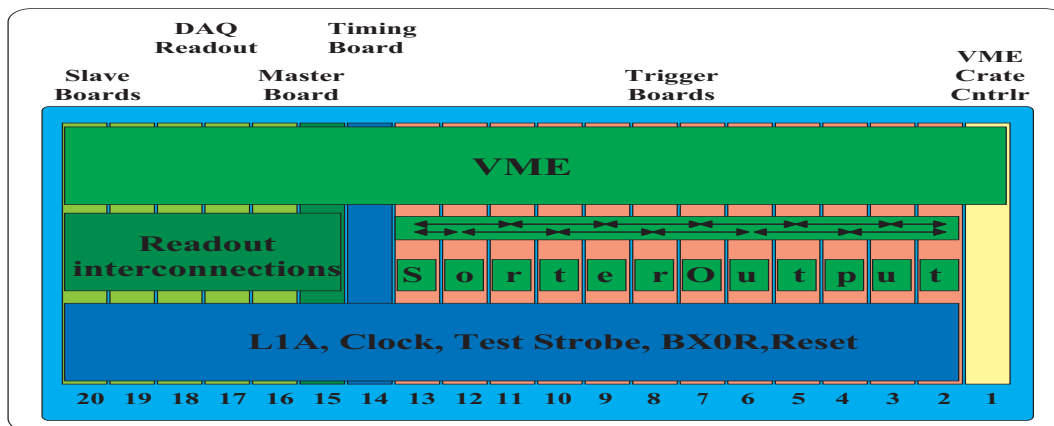 DAQ Readout
Timing Board
Slave Boards
Master Board
Trigger Boards
VME Crate Cntrlr
VME
Readout interconnections
S o r t e r O u t p u t
L1A, Clock, Test Strobe, BX0R,Reset
20 19 18 17 16 15 14 13 12 11 10 9 8 7 6 5 4 3 2 1